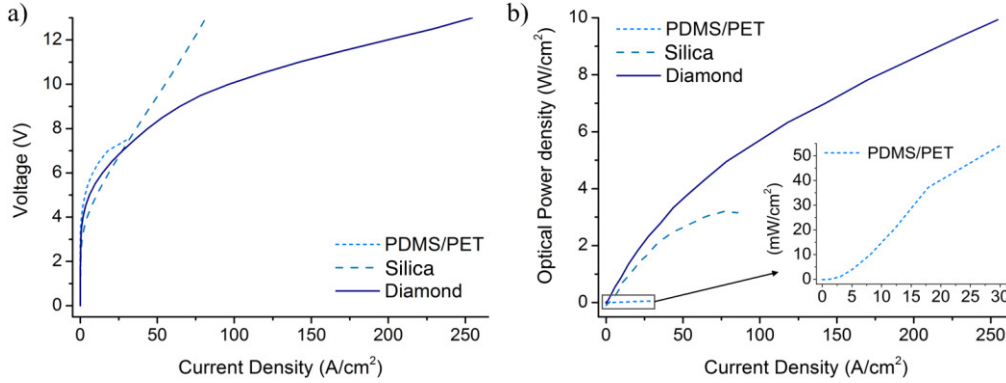 a)
Voltage (V)
12
10
8
6
4
2
0
PDMS/PET
Silica
Diamond
0 50 100 150 200 250
Current Density (A/cm²)
b)
Optical Power density (W/cm²)
10
8
6
4
2
0
PDMS/PET
Silica
Diamond
(mW/cm²)
50
40
30
20
10
0
PDMS/PET
0 5 10 15 20 25 30
0 50 100 150 200 250
Current Density (A/cm²)